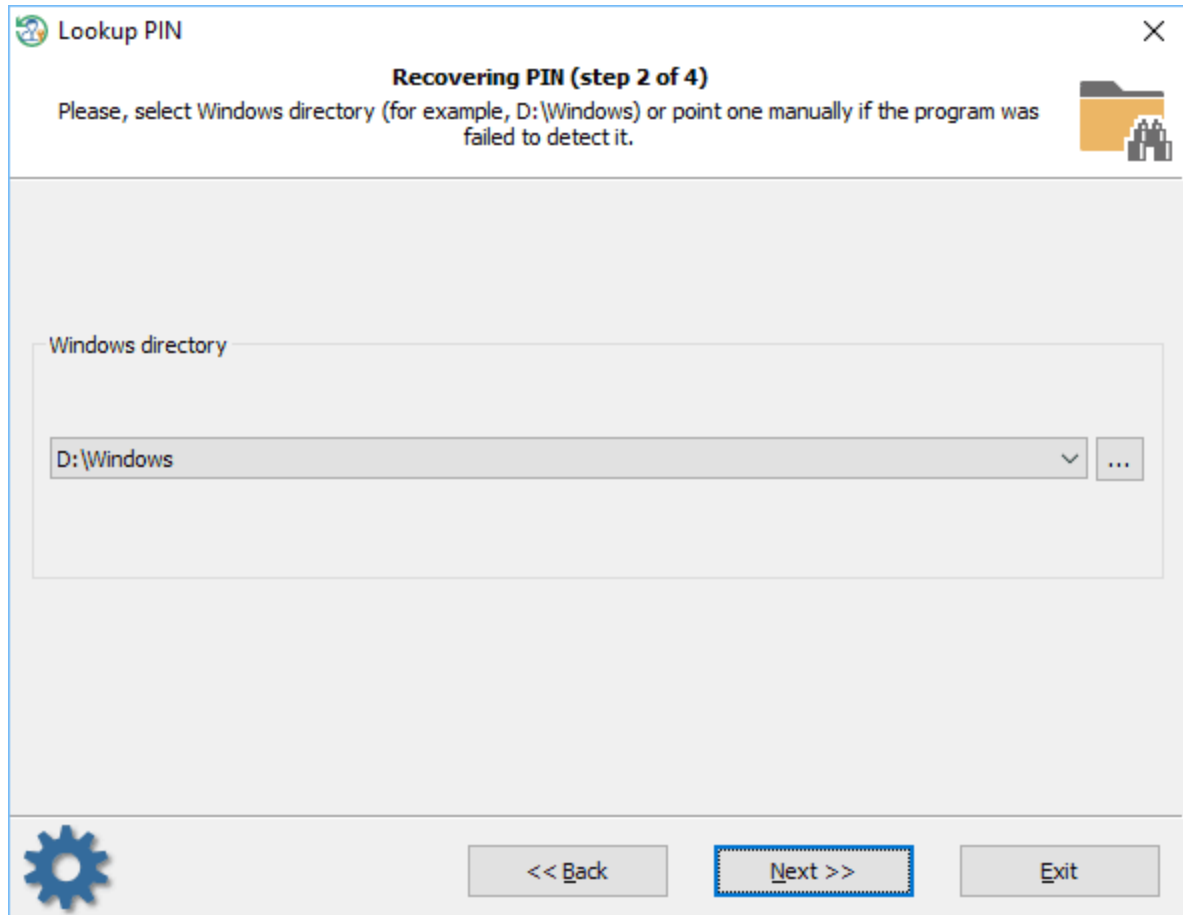 Lookup PIN
Recovering PIN (step 2 of 4)
Please, select Windows directory (for example, D:\Windows) or point one manually if the program was
failed to detect it.
Windows directory
D:\Windows
...
<< Back
Next >>
Exit